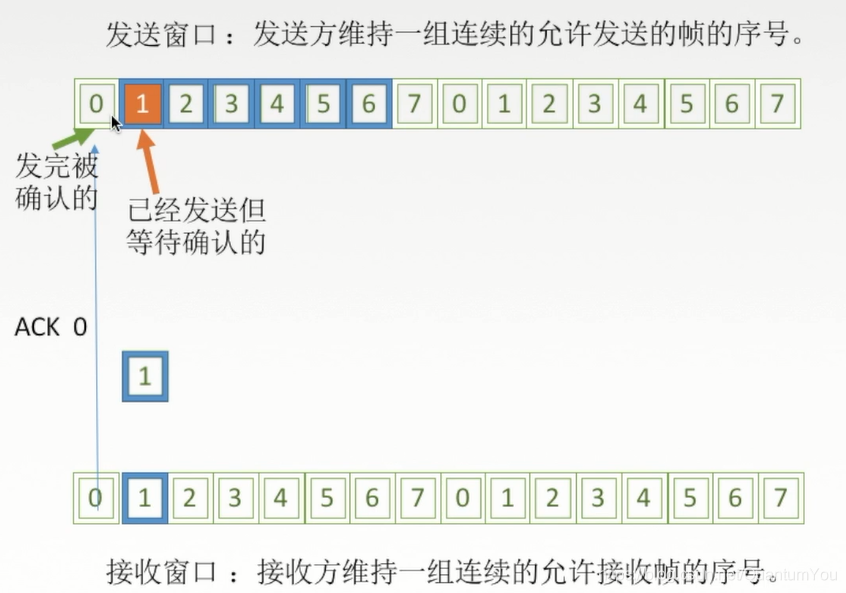 发送窗口：发送方维持一组连续的允许发送的帧的序号。
0 1 2 3 4 5 6 7 0 1 2 3 4 5 6 7
发完被
确认的
已经发送但
等待确认的
ACK 0
1
0 1 2 3 4 5 6 7 0 1 2 3 4 5 6 7
接收窗口：接收方维持一组连续的允许接收帧的序号。